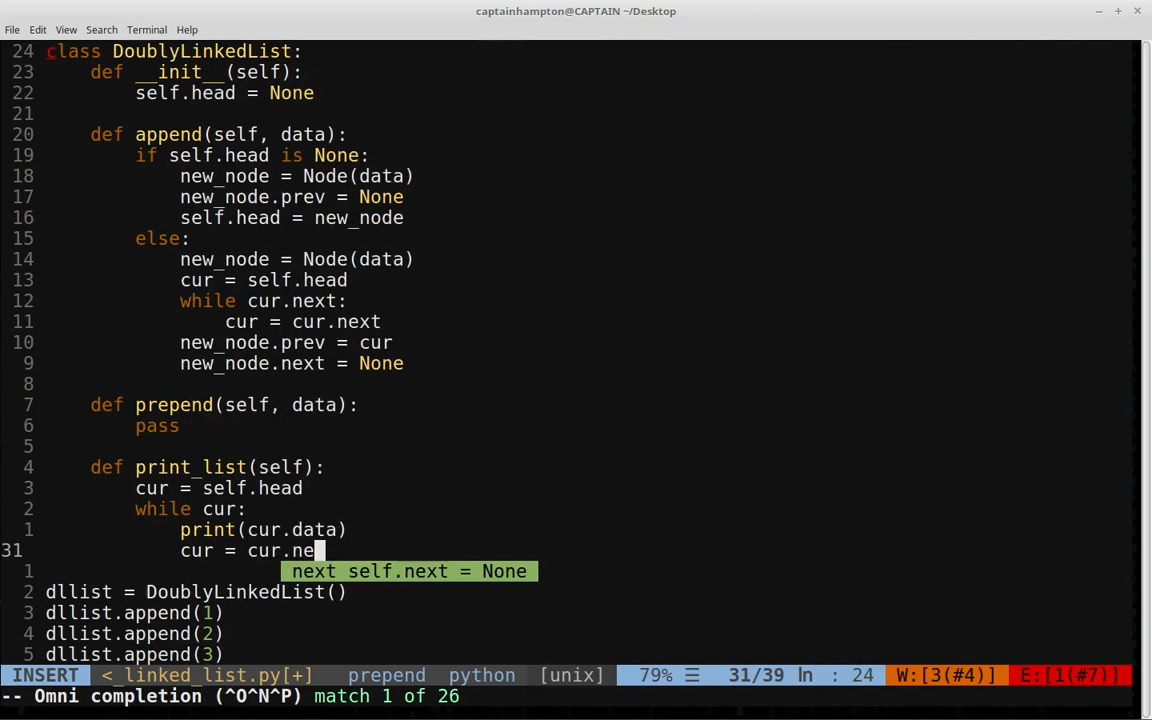 captainhampton@CAPTAIN ~/Desktop
File Edit View Search Terminal Help
24 class DoublyLinkedList:
23     def __init__(self):
22         self.head = None
21
20     def append(self, data):
19         if self.head is None:
18             new_node = Node(data)
17             new_node.prev = None
16             self.head = new_node
15         else:
14             new_node = Node(data)
13             cur = self.head
12             while cur.next:
11                 cur = cur.next
10             new_node.prev = cur
9             new_node.next = None
8
7     def prepend(self, data):
6         pass
5
4     def print_list(self):
3         cur = self.head
2         while cur:
1             print(cur.data)
31             cur = cur.ne
1 next self.next = None
2 dllist = DoublyLinkedList()
3 dllist.append(1)
4 dllist.append(2)
5 dllist.append(3)
INSERT <_linked_list.py[+] prepend python [unix] 79% ☰ 31/39 ln : 24 W:[3(#4)] E:[1(#7)]
-- Omni completion (^O^N^P) match 1 of 26